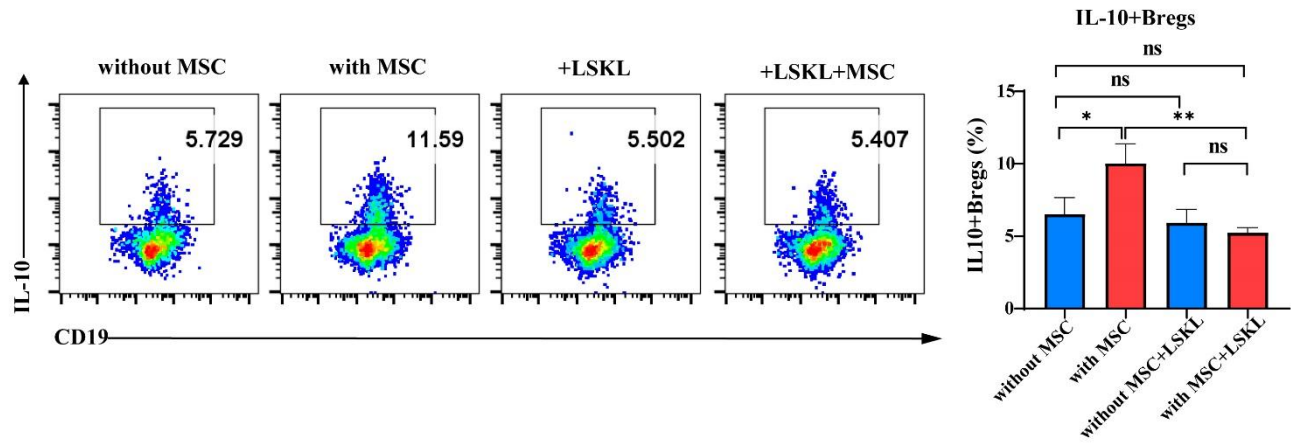 without MSC
with MSC
+LSKL
+LSKL+MSC
5.729
11.59
5.502
5.407
IL-10
CD19
IL-10+Bregs
ns
ns
*
**
ns
IL10+Bregs (%)
15
10
5
0
without MSC
with MSC
without MSC+LSKL
with MSC+LSKL